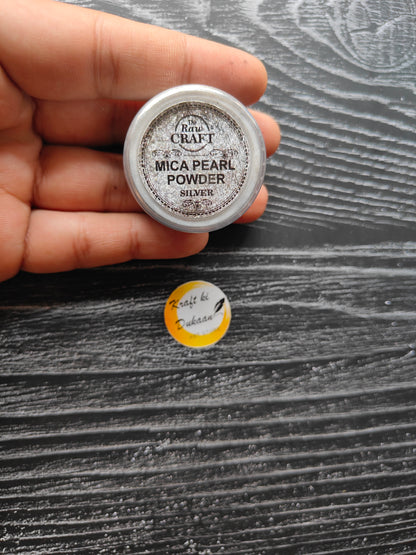 The
Raw
CRAFT
MICA PEARL
POWDER
SILVER
Kraft ki
Dukaan